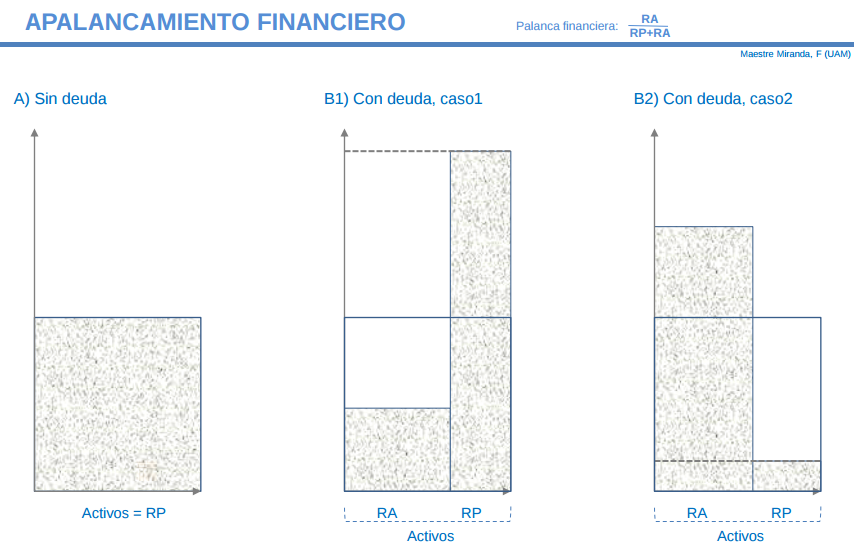 APALANCAMIENTO FINANCIERO
Palanca financiera: RA
RP+RA
Maestre Miranda, F (UAM)
A) Sin deuda
B1) Con deuda, caso1
B2) Con deuda, caso2
Activos = RP
RA RP
Activos
RA RP
Activos